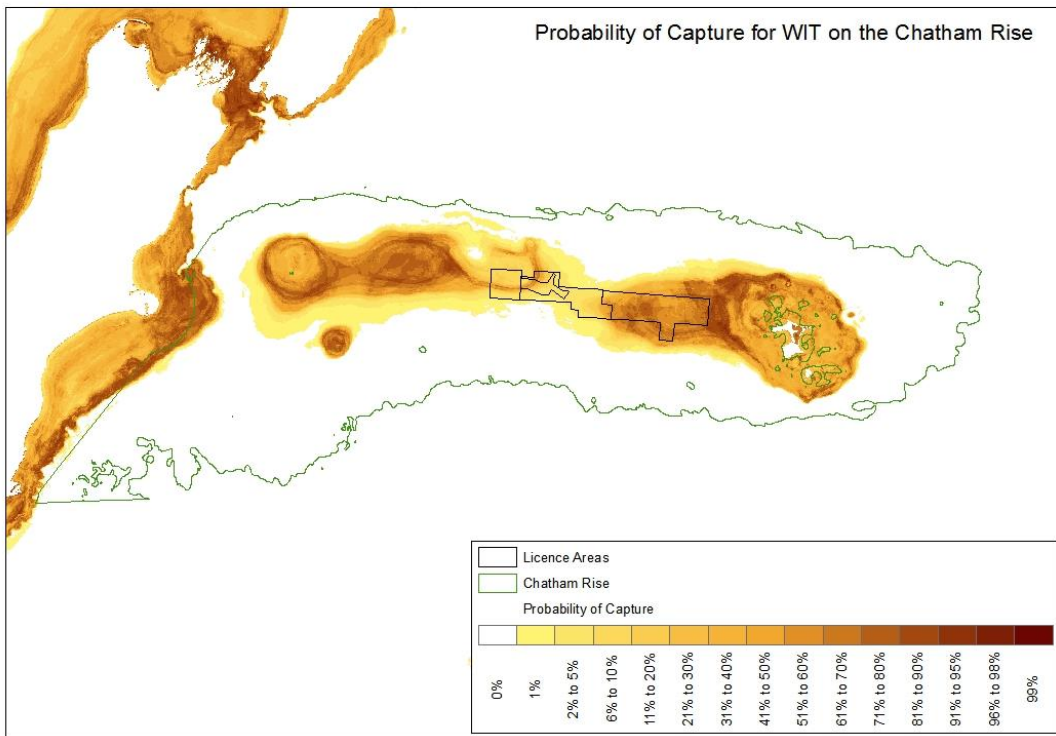 Probability of Capture for WIT on the Chatham Rise
Licence Areas
Chatham Rise
Probability of Capture
0%
1%
2% to 5%
6% to 10%
11% to 20%
21% to 30%
31% to 40%
41% to 50%
51% to 60%
61% to 70%
71% to 80%
81% to 90%
91% to 95%
96% to 98%
99%